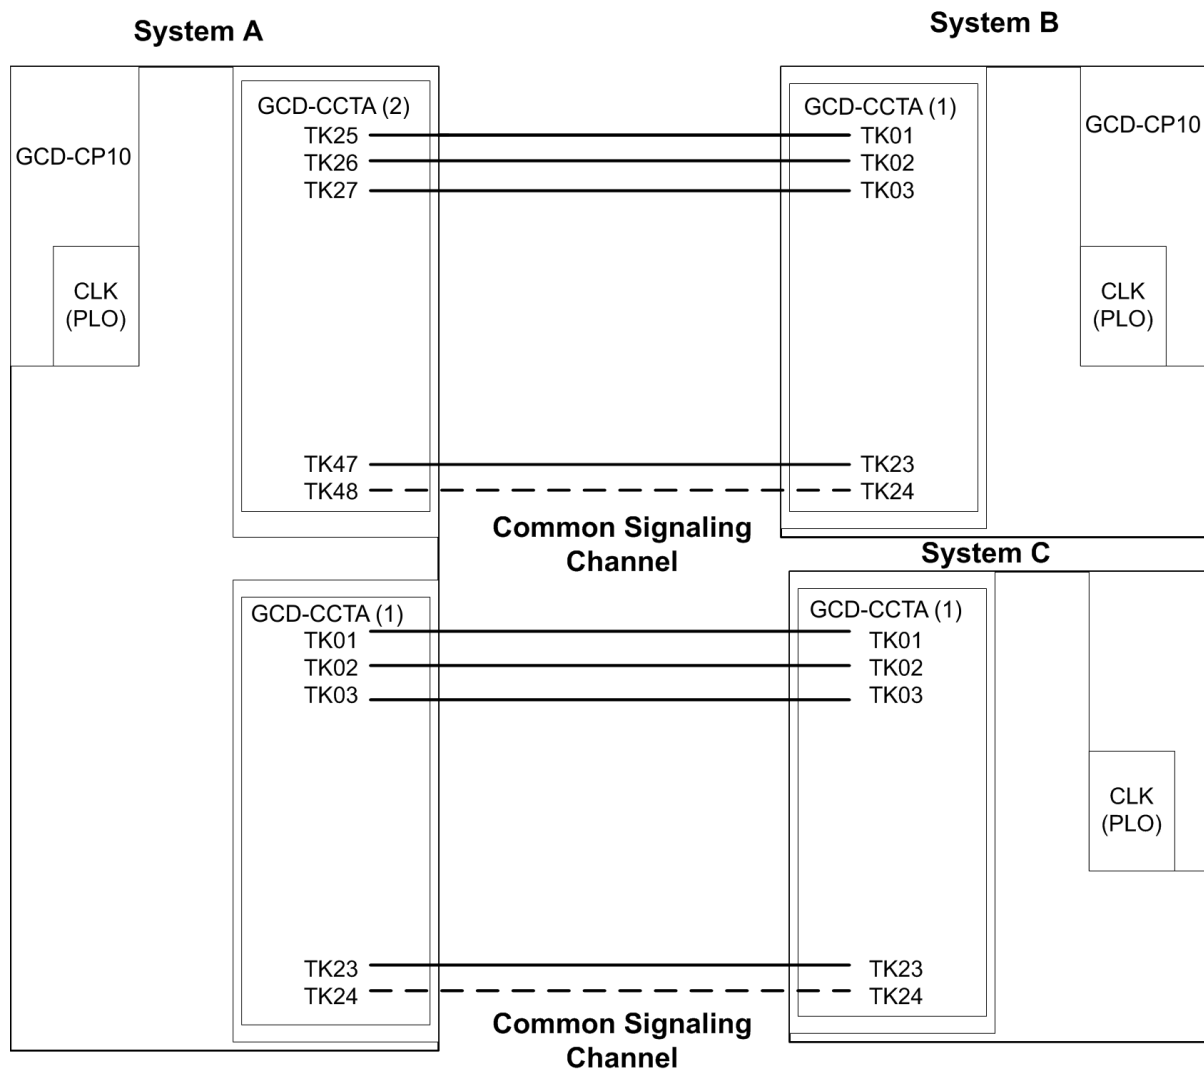 System A
System B
GCD-CP10
CLK
(PLO)
GCD-CCTA (2)
TK25
TK26
TK27
TK47
TK48
GCD-CCTA (1)
TK01
TK02
TK03
TK23
TK24
GCD-CP10
CLK
(PLO)
Common Signaling
Channel
System C
GCD-CCTA (1)
TK01
TK02
TK03
TK23
TK24
GCD-CCTA (1)
TK01
TK02
TK03
TK23
TK24
CLK
(PLO)
Common Signaling
Channel